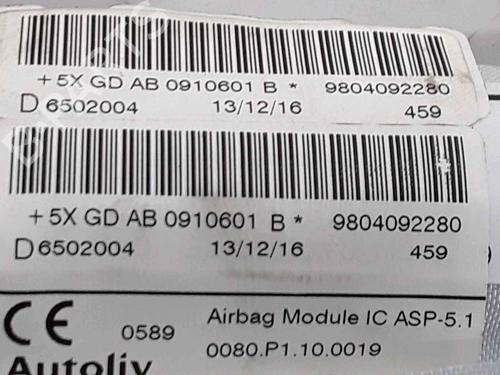 + 5X GD AB 0910601 B * 9804092280
D 6502004 13/12/16 459
+ 5X GD AB 0910601 B * 9804092280
D 6502004 13/12/16 459
CE 0589 Airbag Module IC ASP-5.1
0080.P1.10.0019
Autoliv